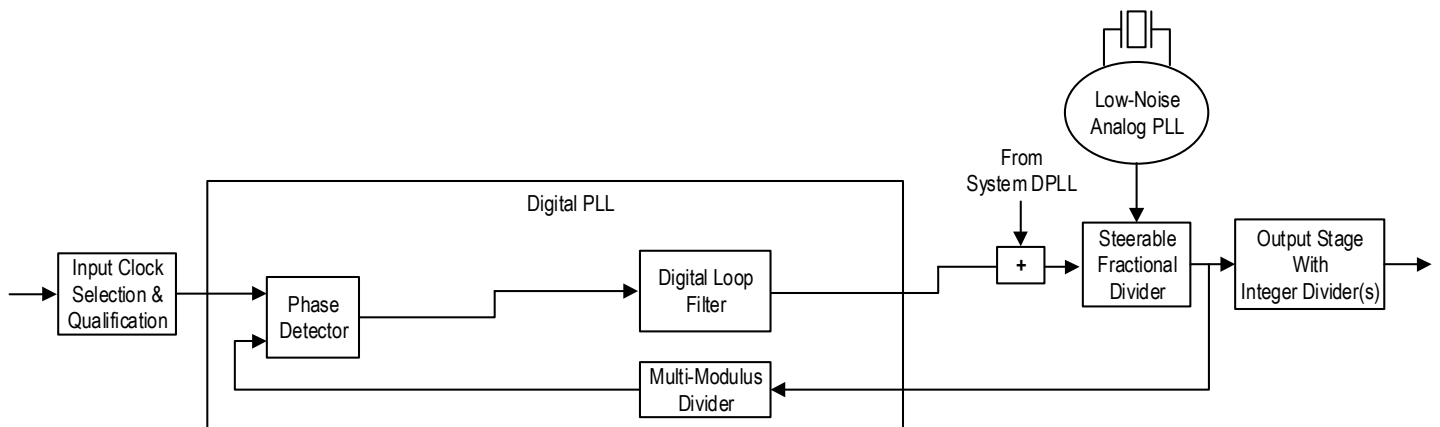 Low-Noise
Analog PLL
From
System DPLL
Digital PLL
Input Clock
Selection &
Qualification
Phase
Detector
Digital Loop
Filter
+
Steerable
Fractional
Divider
Output Stage
With
Integer Divider(s)
Multi-Modulus
Divider